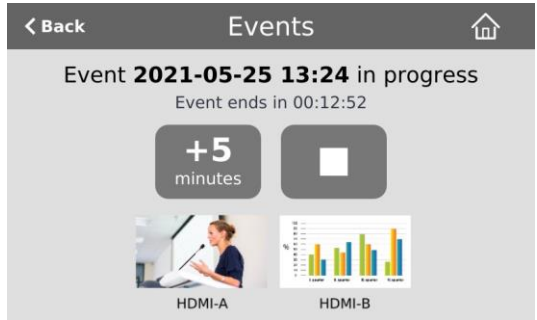 Back
Events
Event 2021-05-25 13:24 in progress
Event ends in 00:12:52
+5
minutes
%
HDMI-A
HDMI-B